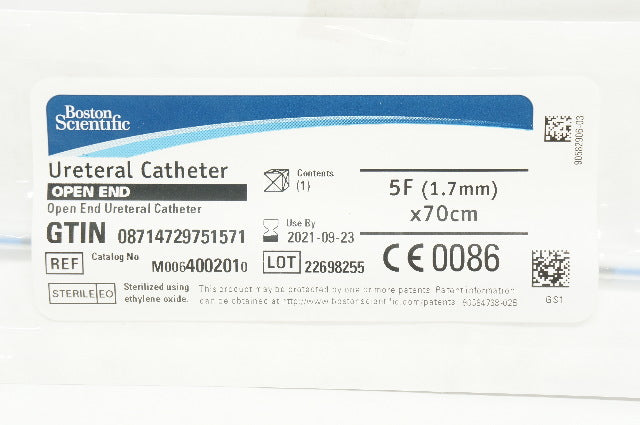 Boston
Scientific
Ureteral Catheter
OPEN END
Open End Ureteral Catheter
GTIN 08714729751571
REF Catalog No M0064002010
STERILE EO Sterilized using
ethylene oxide.
Contents
(1)
Use By
2021-09-23
LOT 22698255
5F (1.7mm)
x70cm
CE 0086
This product may be protected by one or more patents. Patent information
can be obtained at http://www.bostonscientific.com/patents
90582906-03
GS1